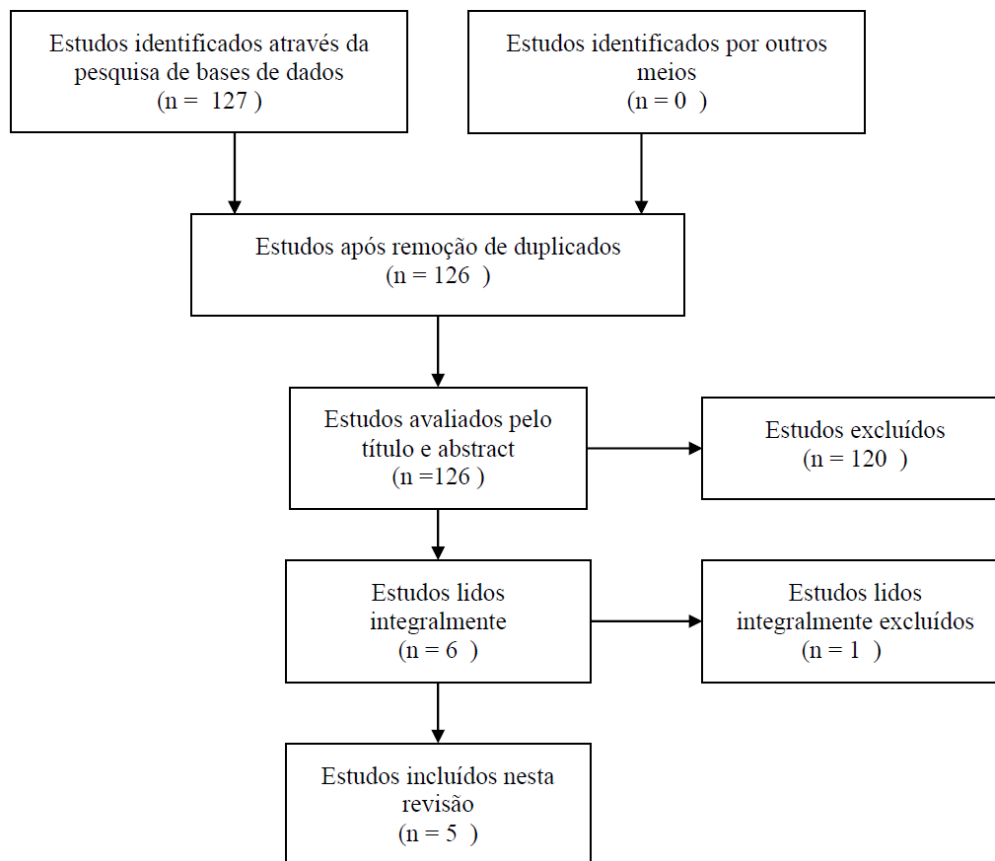 Estudos identificados através da
pesquisa de bases de dados
(n = 127 )
Estudos identificados por outros
meios
(n = 0 )
Estudos após remoção de duplicados
(n = 126 )
Estudos avaliados pelo
título e abstract
(n =126 )
Estudos excluídos
(n = 120 )
Estudos lidos
integralmente
(n = 6 )
Estudos lidos
integralmente excluídos
(n = 1 )
Estudos incluídos nesta
revisão
(n = 5 )